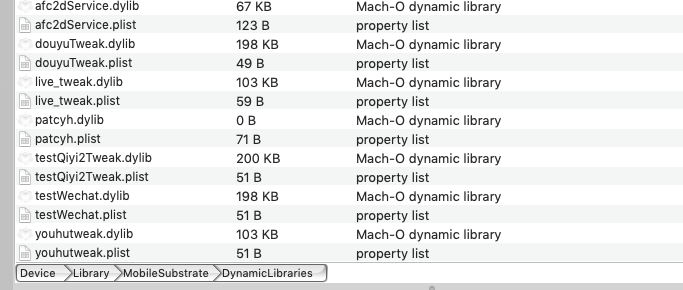 afc2dService.dylib 67 KB Mach-O dynamic library
afc2dService.plist 123 B property list
douyuTweak.dylib 198 KB Mach-O dynamic library
douyuTweak.plist 49 B property list
live_tweak.dylib 103 KB Mach-O dynamic library
live_tweak.plist 59 B property list
patcyh.dylib 0 B Mach-O dynamic library
patcyh.plist 71 B property list
testQiyi2Tweak.dylib 200 KB Mach-O dynamic library
testQiyi2Tweak.plist 51 B property list
testWechat.dylib 198 KB Mach-O dynamic library
testWechat.plist 51 B property list
youhutweak.dylib 103 KB Mach-O dynamic library
youhutweak.plist 51 B property list
Device Library MobileSubstrate DynamicLibraries